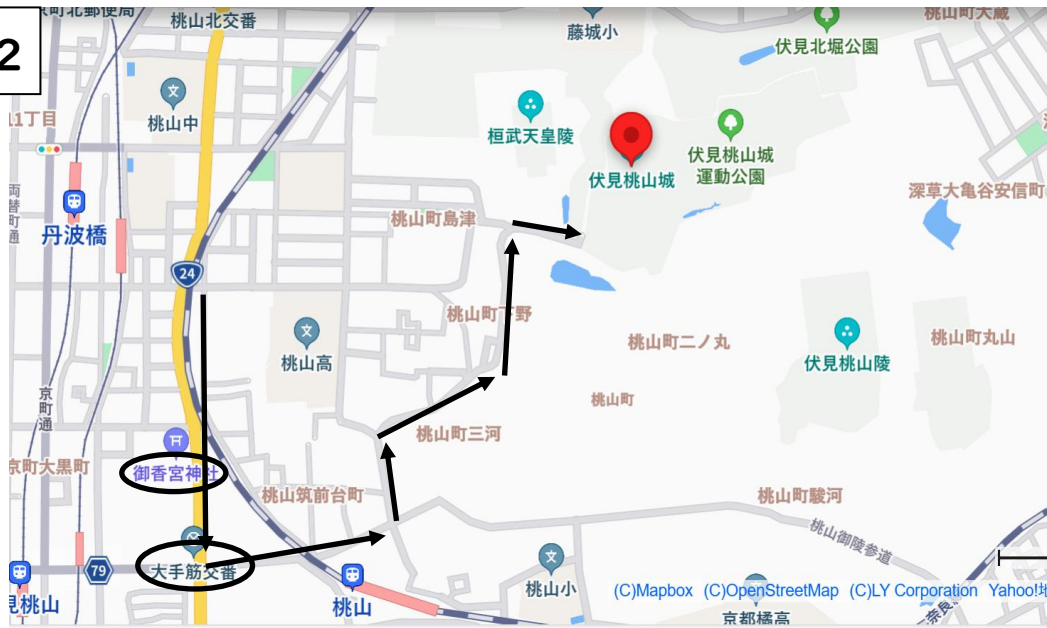 2
桃山北交番
藤城小
伏見北堀公園
桃山町大蔵
11丁目
桃山中
桓武天皇陵
伏見桃山城
伏見桃山城
運動公園
両替町通
丹波橋
桃山町島津
深草大亀谷安信町
24
桃山町下野
桃山高
桃山町二ノ丸
伏見桃山陵
桃山町丸山
桃山町
京町通
桃山町三河
御香宮神社
京町大黒町
桃山筑前台町
桃山町駿河
桃山御陵参道
79
大手筋交番
見桃山
桃山
桃山小
京都橘高
奈良
(C)Mapbox (C)OpenStreetMap (C)LY Corporation Yahoo!地